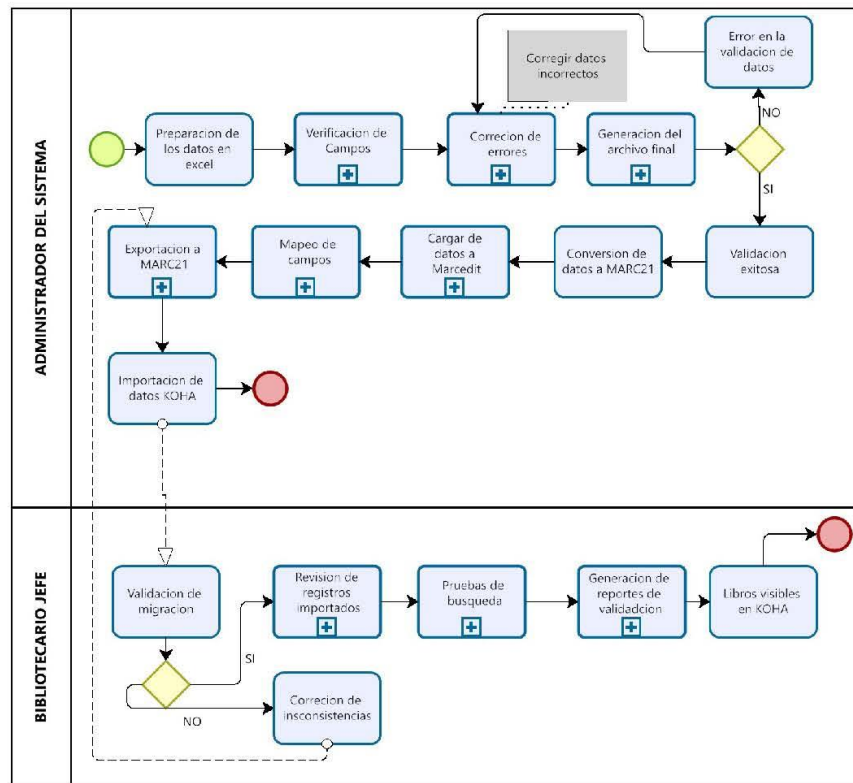 ADMINISTRADOR DEL SISTEMA
Error en la
validacion de
datos
Corregir datos
incorrectos
NO
Preparacion de
los datos en
excel
Verificacion de
Campos
Correcion de
errores
Generacion del
archivo final
SI
Exportacion a
MARC21
Mapeo de
campos
Cargar de
datos a
Marcedit
Conversion de
datos a MARC21
Validacion
exitosa
Importacion de
datos KOHA
BIBLIOTECARIO JEFE
Validacion de
migracion
Revision de
registros
importados
Pruebas de
busqueda
Generacion de
reportes de
validadcion
Libros visibles
en KOHA
SI
NO
Correcion de
insconsistencias